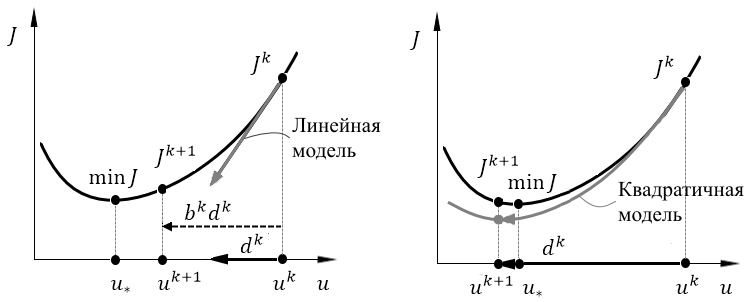 J
J^k
Линейная
модель
J^{k+1}
min J
b^k d^k
d^k
u_*
u^{k+1}
u^k
u
J
J^k
J^{k+1}
min J
Квадратичная
модель
d^k
u^{k+1}
u_*
u^k
u